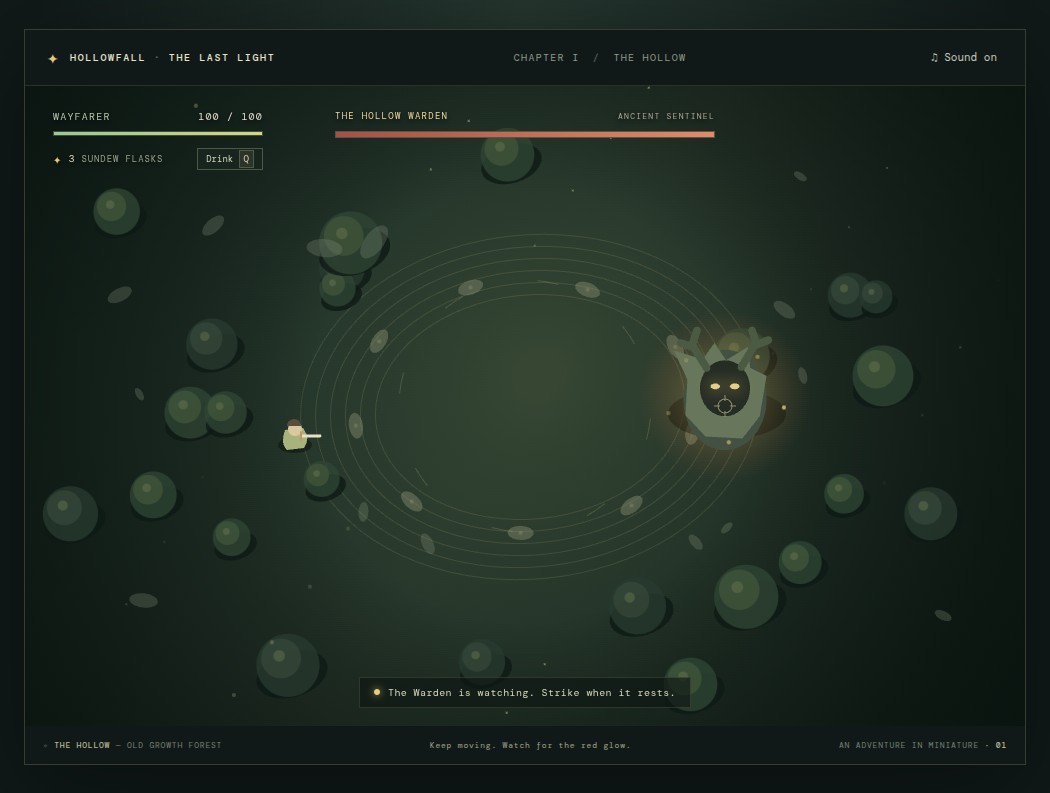 ✦ HOLLOWFALL · THE LAST LIGHT
CHAPTER I / THE HOLLOW
♫ Sound on
WAYFARER 100 / 100
✦ 3 SUNDEW FLASKS
Drink Q
THE HOLLOW WARDEN
ANCIENT SENTINEL
The Warden is watching. Strike when it rests.
THE HOLLOW — OLD GROWTH FOREST
Keep moving. Watch for the red glow.
AN ADVENTURE IN MINIATURE · 01